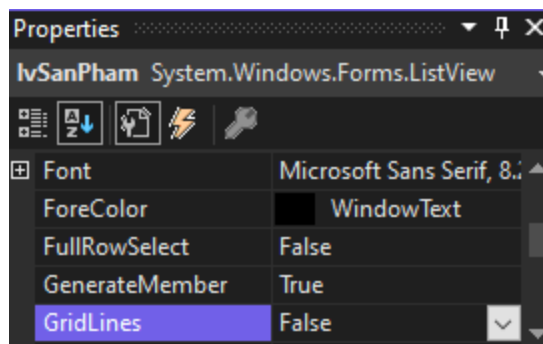 Properties
lvSanPham System.Windows.Forms.ListView
Font Microsoft Sans Serif, 8.
ForeColor WindowText
FullRowSelect False
GenerateMember True
GridLines False